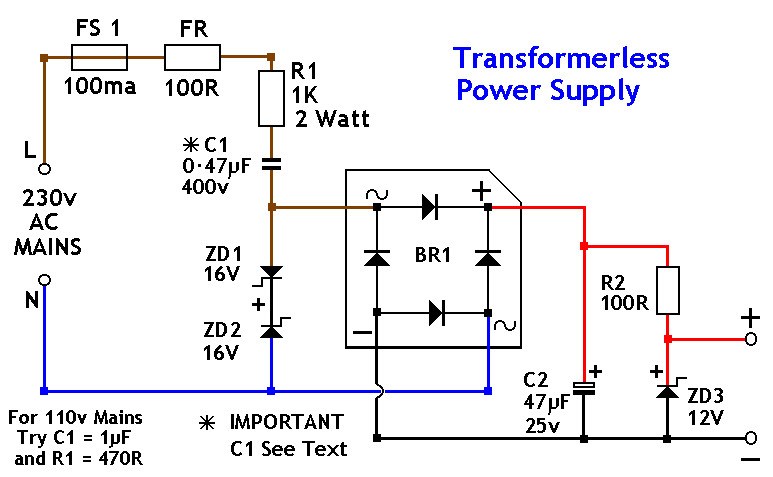 FS 1
FR
100ma
100R
Transformerless
Power Supply
R1
1K
2 Watt
✳ C1
0·47µF
400v
L
230v
AC
MAINS
N
~
+
BR1
–
~
ZD1
16V
+
ZD2
16V
R2
100R
+
+
C2
47µF
25v
+
ZD3
12V
–
For 110v Mains
Try C1 = 1µF
and R1 = 470R
✳ IMPORTANT
C1 See Text